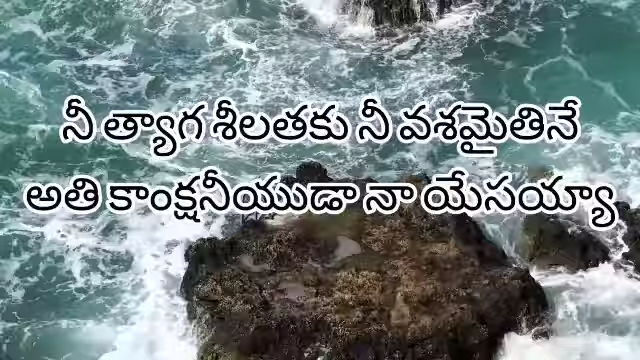 నీ త్యాగ శీలతకు నీ వశమైతినే
అతి కాంక్షనీయుడా నా యేసయ్యా